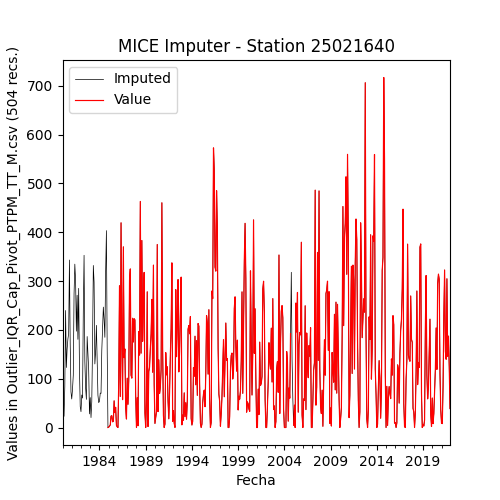 MICE Imputer - Station 25021640
Imputed
Value
Values in Outlier_IQR_Cap_Pivot_PTPM_TT_M.csv (504 recs.)
700
600
500
400
300
200
100
0
1984 1989 1994 1999 2004 2009 2014 2019
Fecha